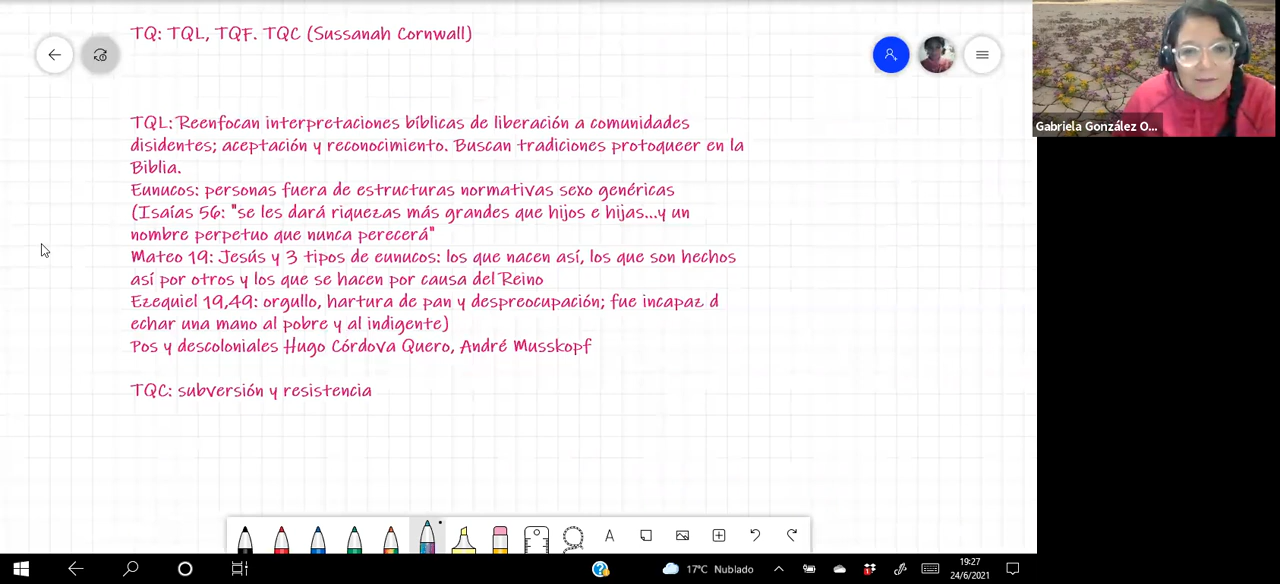 TQ: TQL, TQF. TQC (Sussanah Cornwall)
TQL: Reenfocan interpretaciones bíblicas de liberación a comunidades
disidentes; aceptación y reconocimiento. Buscan tradiciones protoqueer en la
Biblia.
Eunucos: personas fuera de estructuras normativas sexo genéricas
(Isaías 56: "se les dará riquezas más grandes que hijos e hijas...y un
nombre perpetuo que nunca perecerá"
Mateo 19: Jesús y 3 tipos de eunucos: los que nacen así, los que son hechos
así por otros y los que se hacen por causa del Reino
Ezequiel 19,49: orgullo, hartura de pan y despreocupación; fue incapaz d
echar una mano al pobre y al indigente)
Pos y descoloniales Hugo Córdova Quero, André Musskopf
TQC: subversión y resistencia
Gabriela González O...
A
17°C Nublado
19:27
24/6/2021